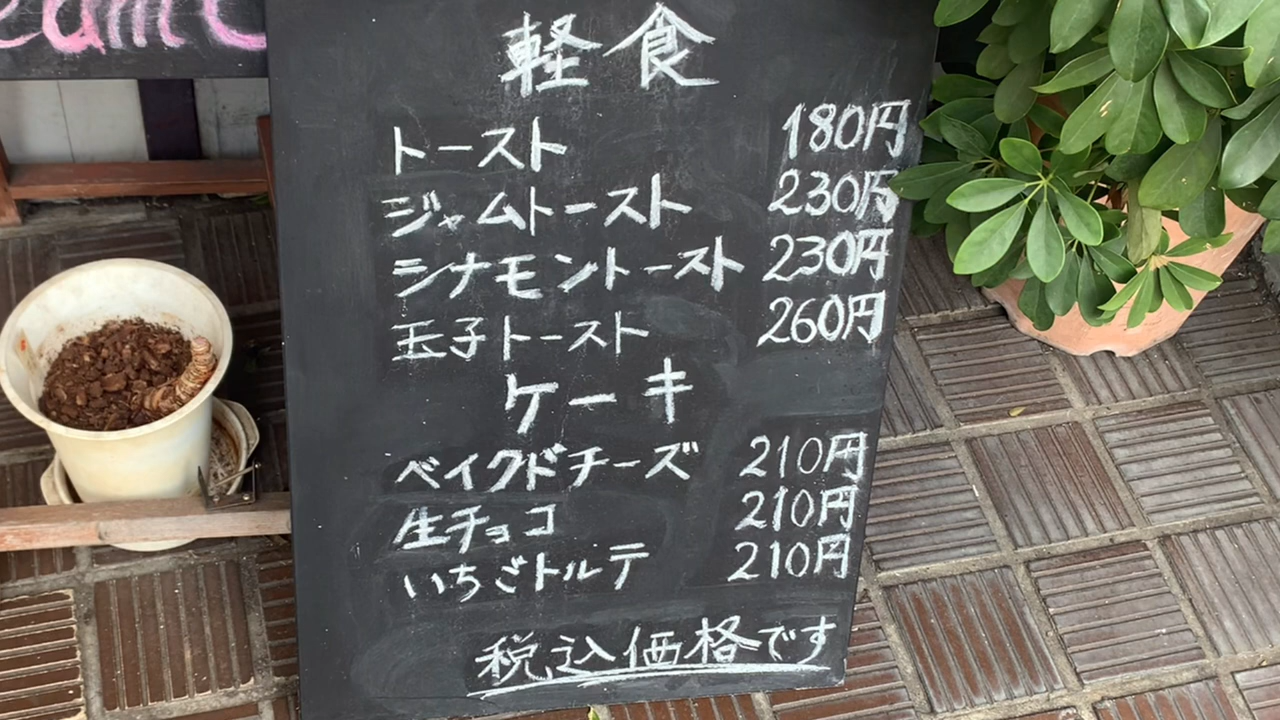 軽食
トースト 180円
ジャムトースト 230円
シナモントースト 230円
玉子トースト 260円
ケーキ
ベイクドチーズ 210円
生チョコ 210円
いちごトルテ 210円
税込価格です